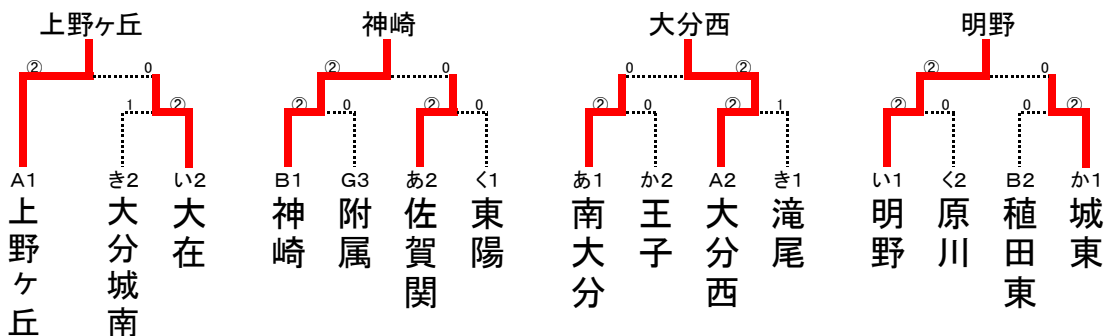 上野ヶ丘
神崎
大分西
明野
② 0 ② 0 0 ② ② 0
1 ② ② 0 ② 0 ② 0 ② 1 ② 0 0 ②
A1 き2 い2 B1 G3 あ2 く1 あ1 か2 A2 き1 い1 く2 B2 か1
上野ヶ丘
大分城南
大在
神崎
附属
佐賀関
東陽
南大分
王子
大分西
滝尾
明野
原川
稙田東
城東